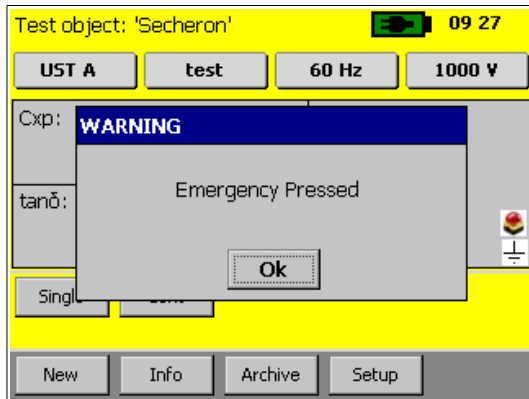 Test object: 'Secheron' 09 27
UST A test 60 Hz 1000 V
Cxp:
WARNING
Emergency Pressed
tanδ:
Ok
New Info Archive Setup